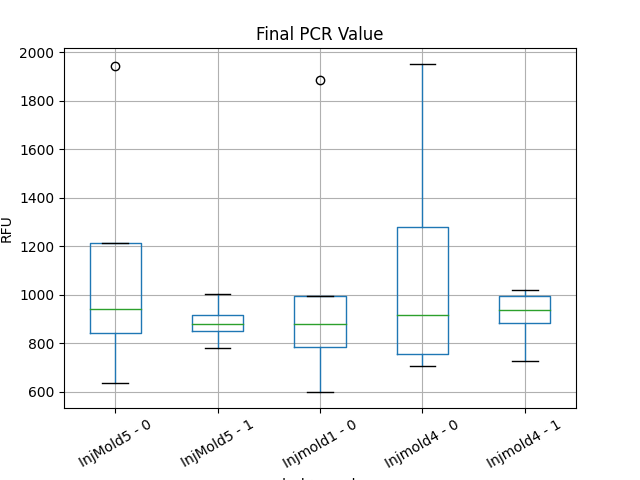 Final PCR Value
2000
1800
1600
1400
1200
1000
800
600
RFU
InjMold5 - 0
InjMold5 - 1
Injmold1 - 0
Injmold4 - 0
Injmold4 - 1